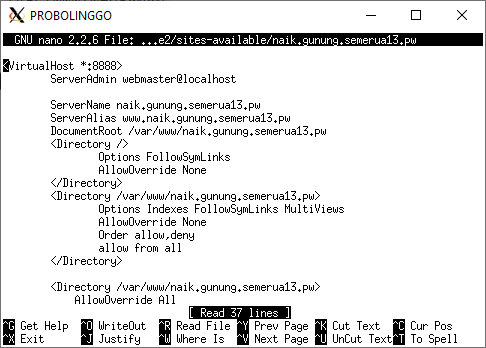 PROBOLINGGO
GNU nano 2.2.6 File: ...e2/sites-available/naik.gunung.semerua13.pw
<VirtualHost *:8888>
ServerAdmin webmaster@localhost
ServerName naik.gunung.semerua13.pw
ServerAlias www.naik.gunung.semerua13.pw
DocumentRoot /var/www/naik.gunung.semerua13.pw
<Directory />
Options FollowSymLinks
AllowOverride None
</Directory>
<Directory /var/www/naik.gunung.semerua13.pw>
Options Indexes FollowSymLinks MultiViews
AllowOverride None
Order allow,deny
allow from all
</Directory>
<Directory /var/www/naik.gunung.semerua13.pw>
AllowOverride All
[ Read 37 lines ]
^G Get Help ^O WriteOut ^R Read File ^Y Prev Page ^K Cut Text ^C Cur Pos
^X Exit ^J Justify ^W Where Is ^V Next Page ^U UnCut Text ^T To Spell